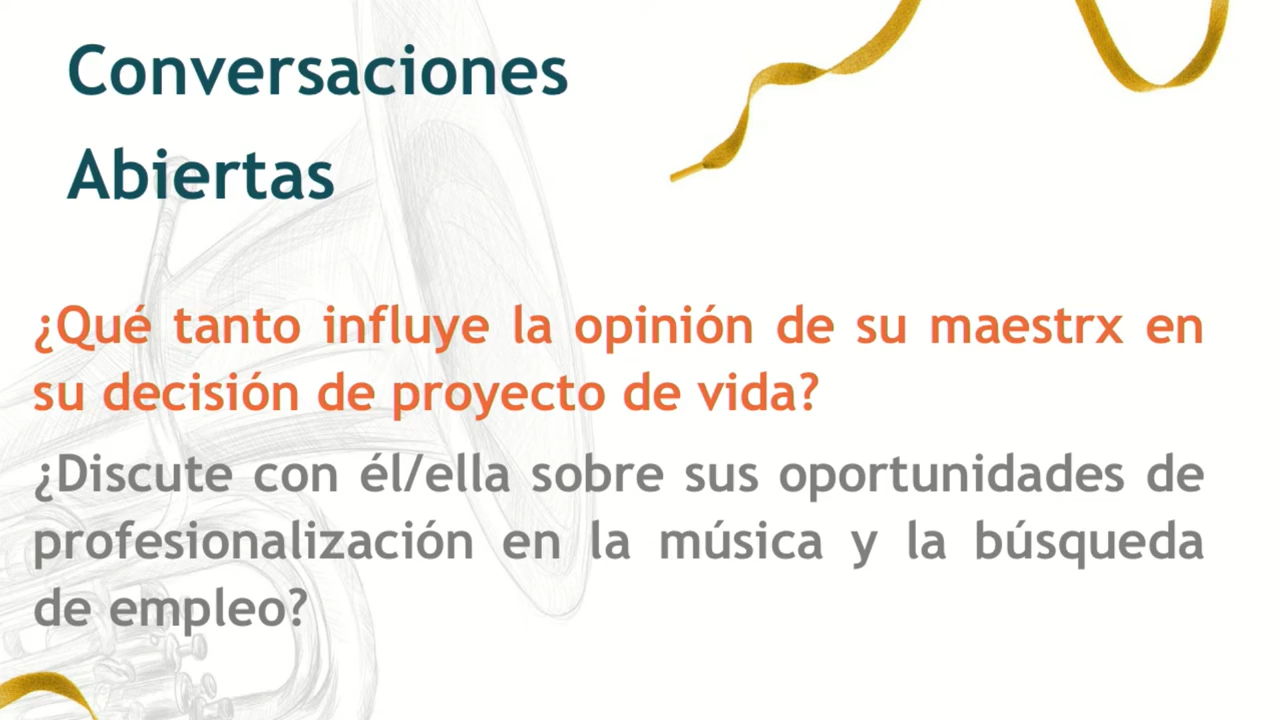 Conversaciones
Abiertas
¿Qué tanto influye la opinión de su maestrx en
su decisión de proyecto de vida?
¿Discute con él/ella sobre sus oportunidades de
profesionalización en la música y la búsqueda
de empleo?